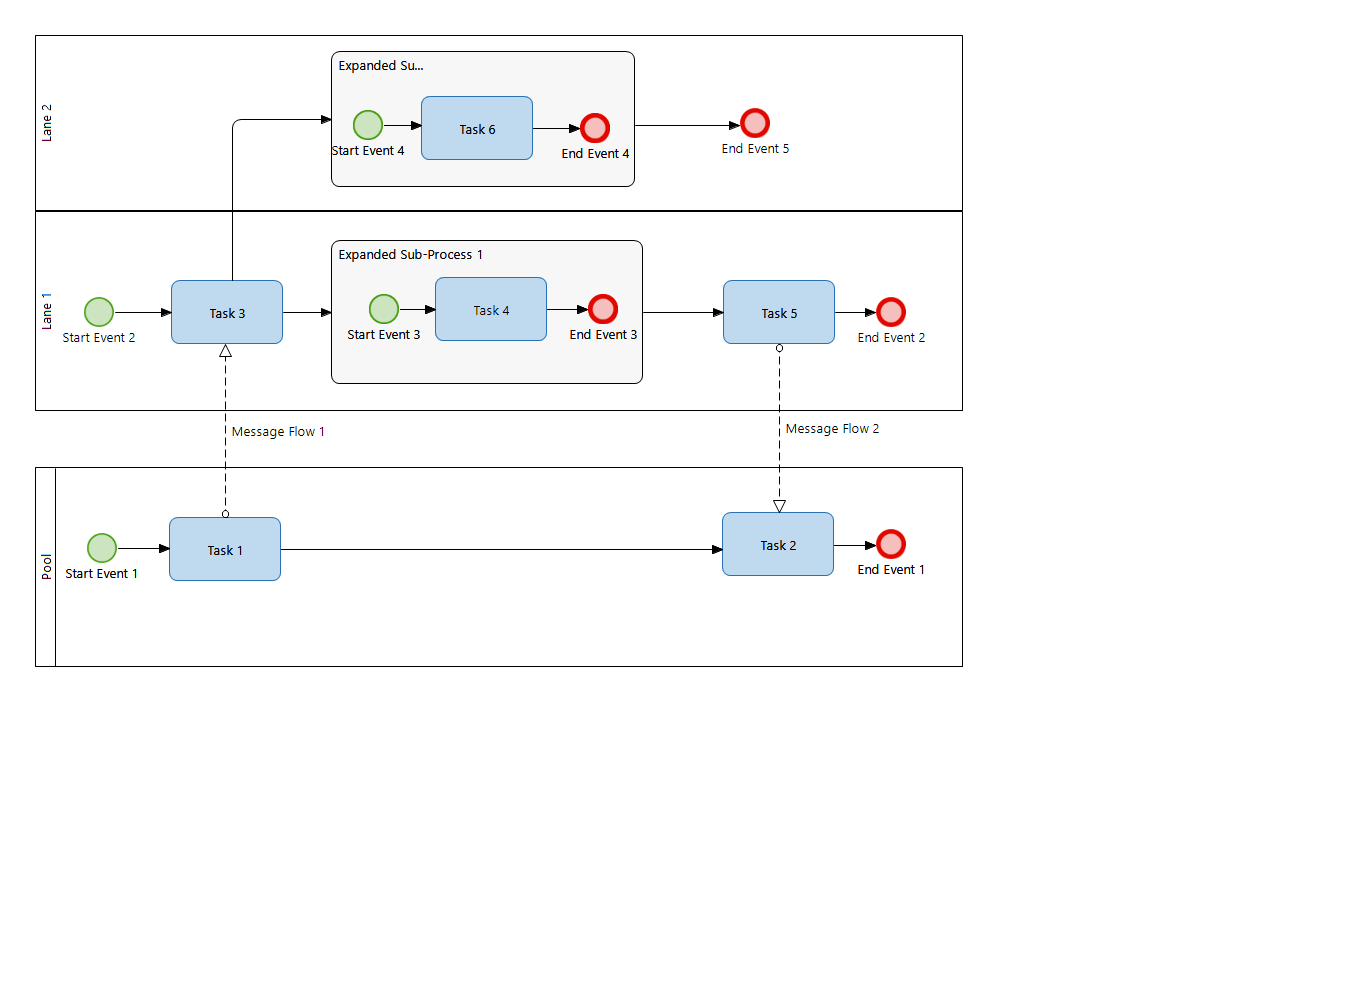 Expanded Su...
Lane 2
Task 6
Start Event 4
End Event 4
End Event 5
Expanded Sub-Process 1
Lane 1
Task 3
Task 4
Task 5
Start Event 2
Start Event 3
End Event 3
End Event 2
Message Flow 1
Message Flow 2
Pool
Task 1
Task 2
Start Event 1
End Event 1